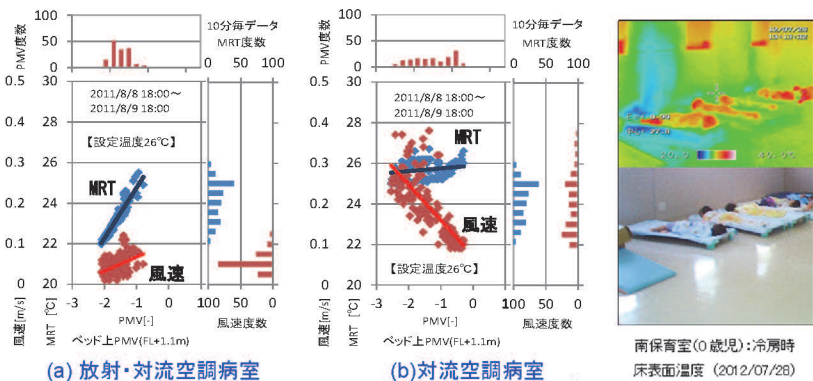 PMV度数
100
50
0
10分毎データ
MRT度数
0 100
0.5
0.4
0.3
0.2
0.1
0
風速[m/s]
30
28
26
24
22
20
MRT [℃]
2011/8/8 18:00～
2011/8/9 18:00
【設定温度26℃】
MRT
風速
-2 -1 0 1
PMV[-]
ベッド上PMV(FL+1.1m)
100 0
風速度数
(a) 放射・対流空調病室
PMV度数
100
50
0
10分毎データ
MRT度数
0 100
0.5
0.4
0.3
0.2
0.1
0
風速[m/s]
30
28
26
24
22
20
MRT [℃]
2011/8/8 18:00～
2011/8/9 18:00
MRT
風速
【設定温度26℃】
-3 -2 -1 0 1
PMV[-]
ベッド上PMV(FL+1.1m)
100 50 0
風速度数
(b)対流空調病室
南保育室(0歳児):冷房時
床表面温度 (2012/07/28)